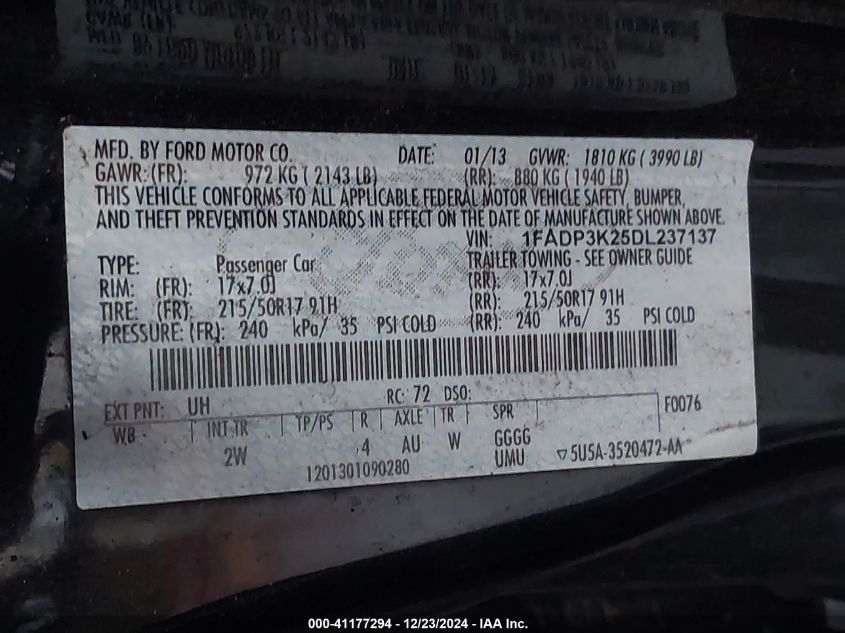 MFD. BY FORD MOTOR CO. DATE: 01/13 GVWR: 1810 KG ( 3990 LB)
GAWR:(FR): 972 KG ( 2143 LB) (RR): 880 KG ( 1940 LB)
THIS VEHICLE CONFORMS TO ALL APPLICABLE FEDERAL MOTOR VEHICLE SAFETY, BUMPER,
AND THEFT PREVENTION STANDARDS IN EFFECT ON THE DATE OF MANUFACTURE SHOWN ABOVE.
VIN: 1FADP3K25DL237137
TYPE: Passenger Car TRAILER TOWING - SEE OWNER GUIDE
RIM: (FR): 17x7.0J (RR): 17x7.0J
TIRE: (FR): 215/50R17 91H (RR): 215/50R17 91H
PRESSURE: (FR): 240 kPa/ 35 PSI COLD (RR): 240 kPa/ 35 PSI COLD
EXT PNT: UH RC: 72 DSO: F0076
WB INT TR TP/PS R AXLE TR SPR
2W 4 AU W GGGG
UMU ▽5U5A-3520472-AA
1201301090280
000-41177294 - 12/23/2024 - IAA Inc.